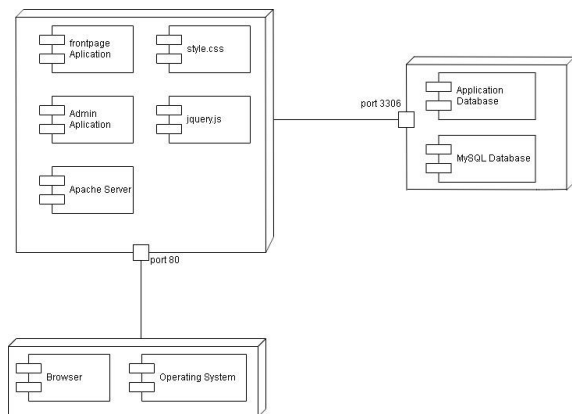 frontpage
Aplication
style.css
Admin
Aplication
jquery.js
Apache Server
port 3306
Application
Database
MySQL Database
port 80
Browser
Operating System